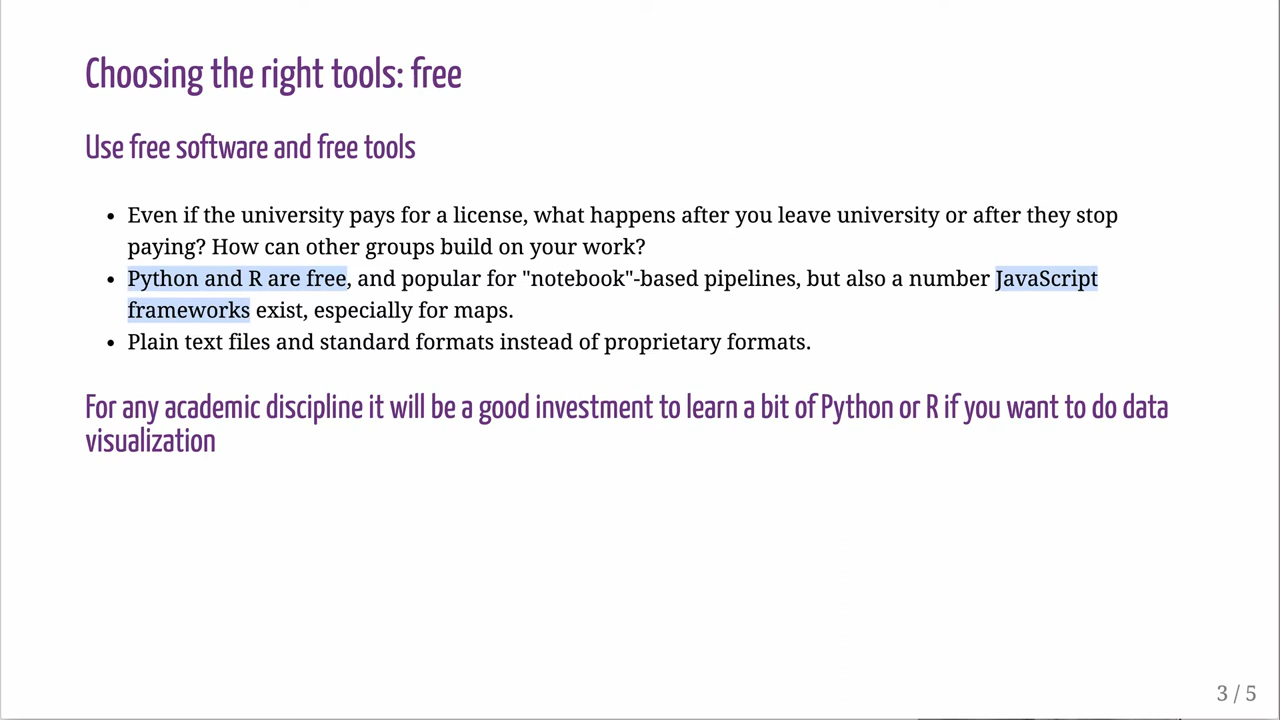 Choosing the right tools: free
Use free software and free tools
• Even if the university pays for a license, what happens after you leave university or after they stop
paying? How can other groups build on your work?
• Python and R are free, and popular for "notebook"-based pipelines, but also a number JavaScript
frameworks exist, especially for maps.
• Plain text files and standard formats instead of proprietary formats.
For any academic discipline it will be a good investment to learn a bit of Python or R if you want to do data
visualization
3 / 5